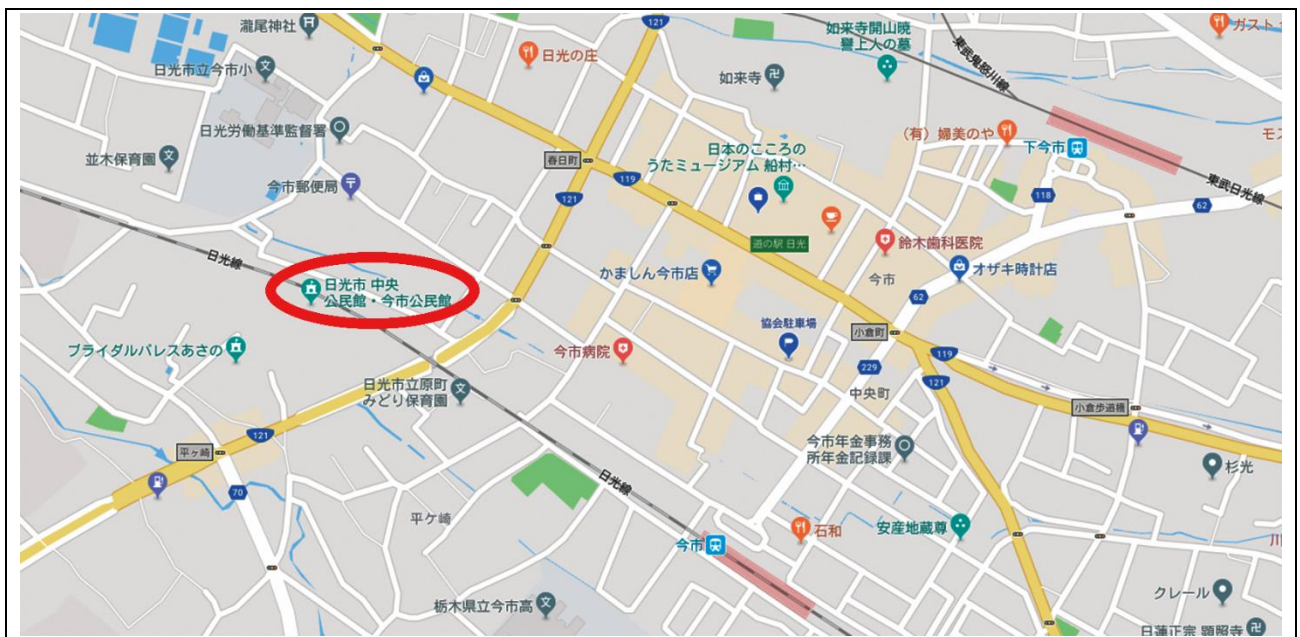 瀧尾神社
121
ガスト
日光の庄
如来寺開山暁
誉上人の墓
東武鬼怒川線
日光市立今市小
如来寺
日光労働基準監督署
(有)婦美のや
下今市
モス
並木保育園
春日町
日本のこころの
うたミュージアム 船村…
119
今市郵便局
121
118
62
東武日光線
道の駅 日光
鈴木歯科医院
日光線
日光市 中央
公民館・今市公民館
かましん今市店
今市
オザキ時計店
62
協会駐車場
小倉町
ブライダルパレスあさの
今市病院
119
229
121
日光市立原町
みどり保育園
中央町
小倉歩道橋
121
平ヶ崎
今市年金事務
所年金記録課
杉光
70
日光線
平ケ崎
石和
安産地蔵尊
今市
川
クレール
栃木県立今市高
日蓮正宗 顕照寺